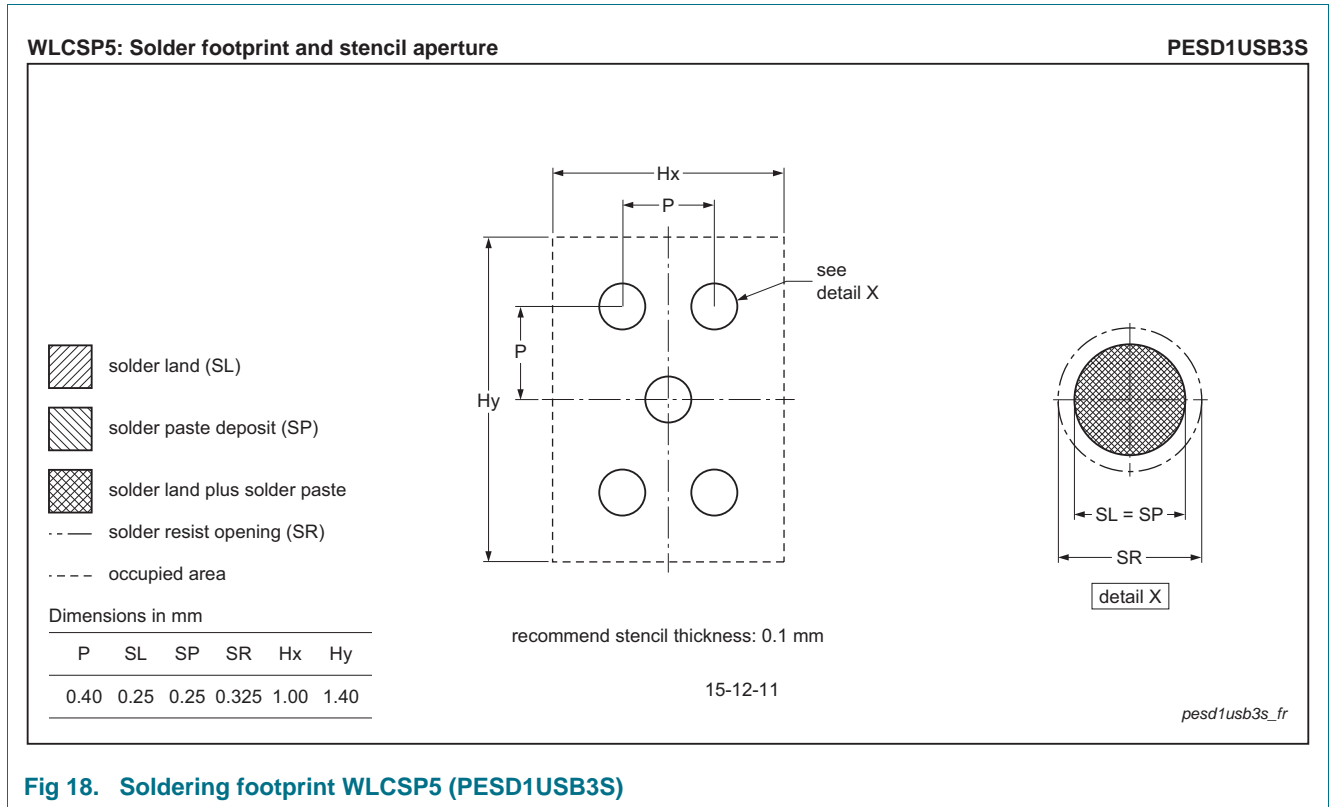 WLCSP5: Solder footprint and stencil aperture PESD1USB3S
Hx
P
see
detail X
P
Hy
solder land (SL)
solder paste deposit (SP)
solder land plus solder paste
solder resist opening (SR)
occupied area
SL = SP
SR
detail X
Dimensions in mm
P SL SP SR Hx Hy
0.40 0.25 0.25 0.325 1.00 1.40
recommend stencil thickness: 0.1 mm
15-12-11
pesd1usb3s_fr
Fig 18. Soldering footprint WLCSP5 (PESD1USB3S)